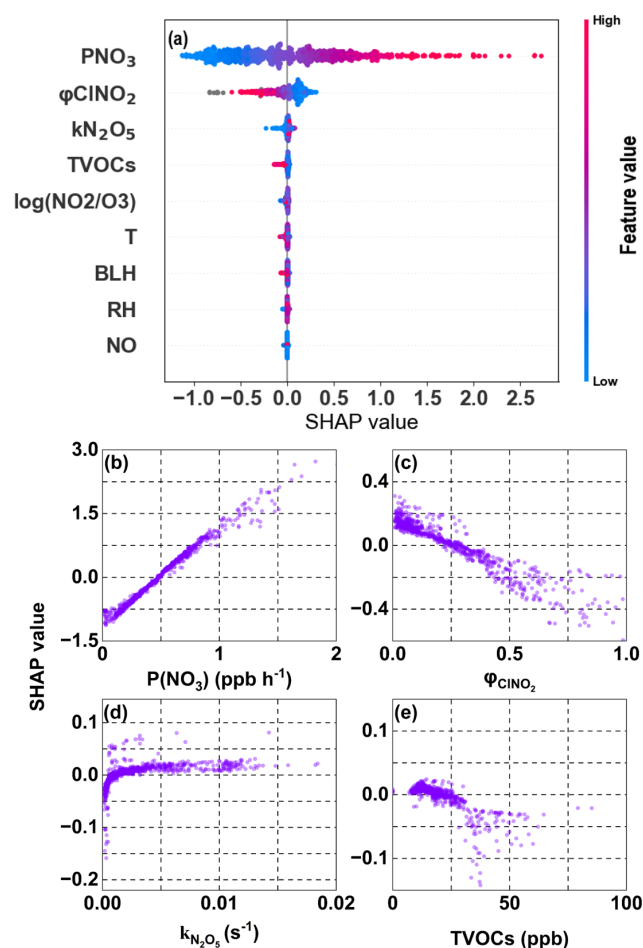 (a)
PNO₃
φClNO₂
kN₂O₅
TVOCs
log(NO2/O3)
T
BLH
RH
NO
−1.0 −0.5 0.0 0.5 1.0 1.5 2.0 2.5
SHAP value
High
Feature value
Low
(b)
3.0
1.5
0.0
−1.5
0 1 2
P(NO₃) (ppb h⁻¹)
(c)
0.4
0.0
−0.4
0.0 0.5 1.0
φClNO₂
SHAP value
(d)
0.1
0.0
−0.1
−0.2
0.00 0.01 0.02
kN₂O₅ (s⁻¹)
(e)
0.1
0.0
−0.1
0 50 100
TVOCs (ppb)